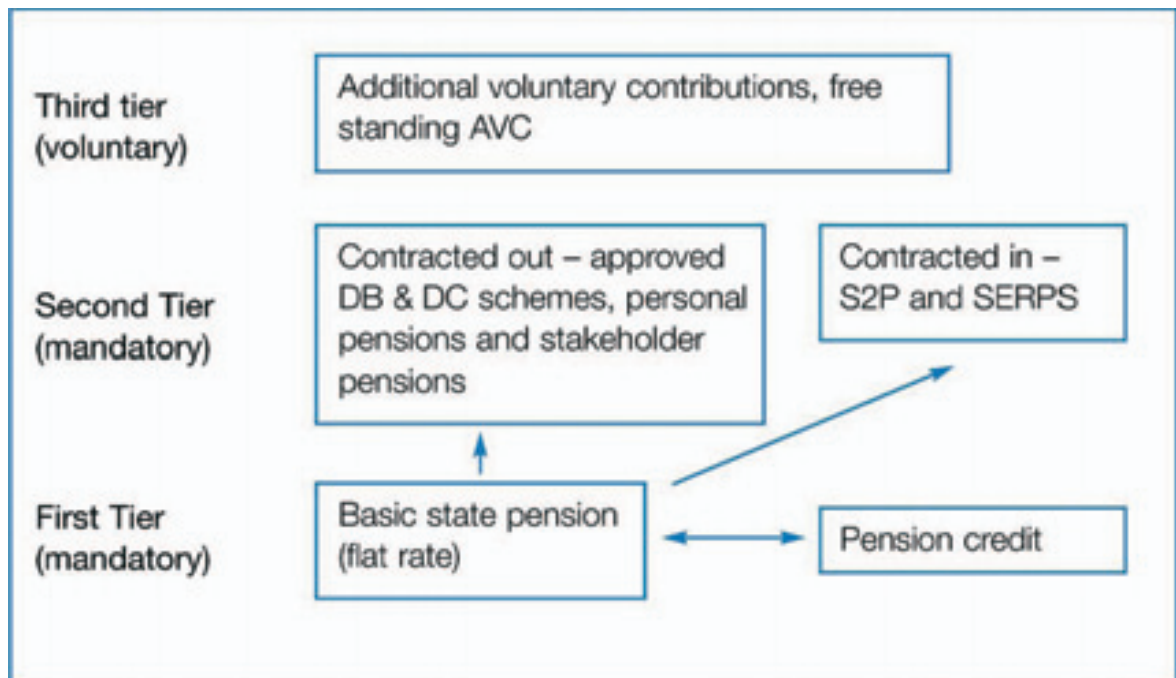 Third tier
(voluntary)
Additional voluntary contributions, free
standing AVC
Second Tier
(mandatory)
Contracted out – approved
DB & DC schemes, personal
pensions and stakeholder
pensions
Contracted in –
S2P and SERPS
First Tier
(mandatory)
Basic state pension
(flat rate)
Pension credit